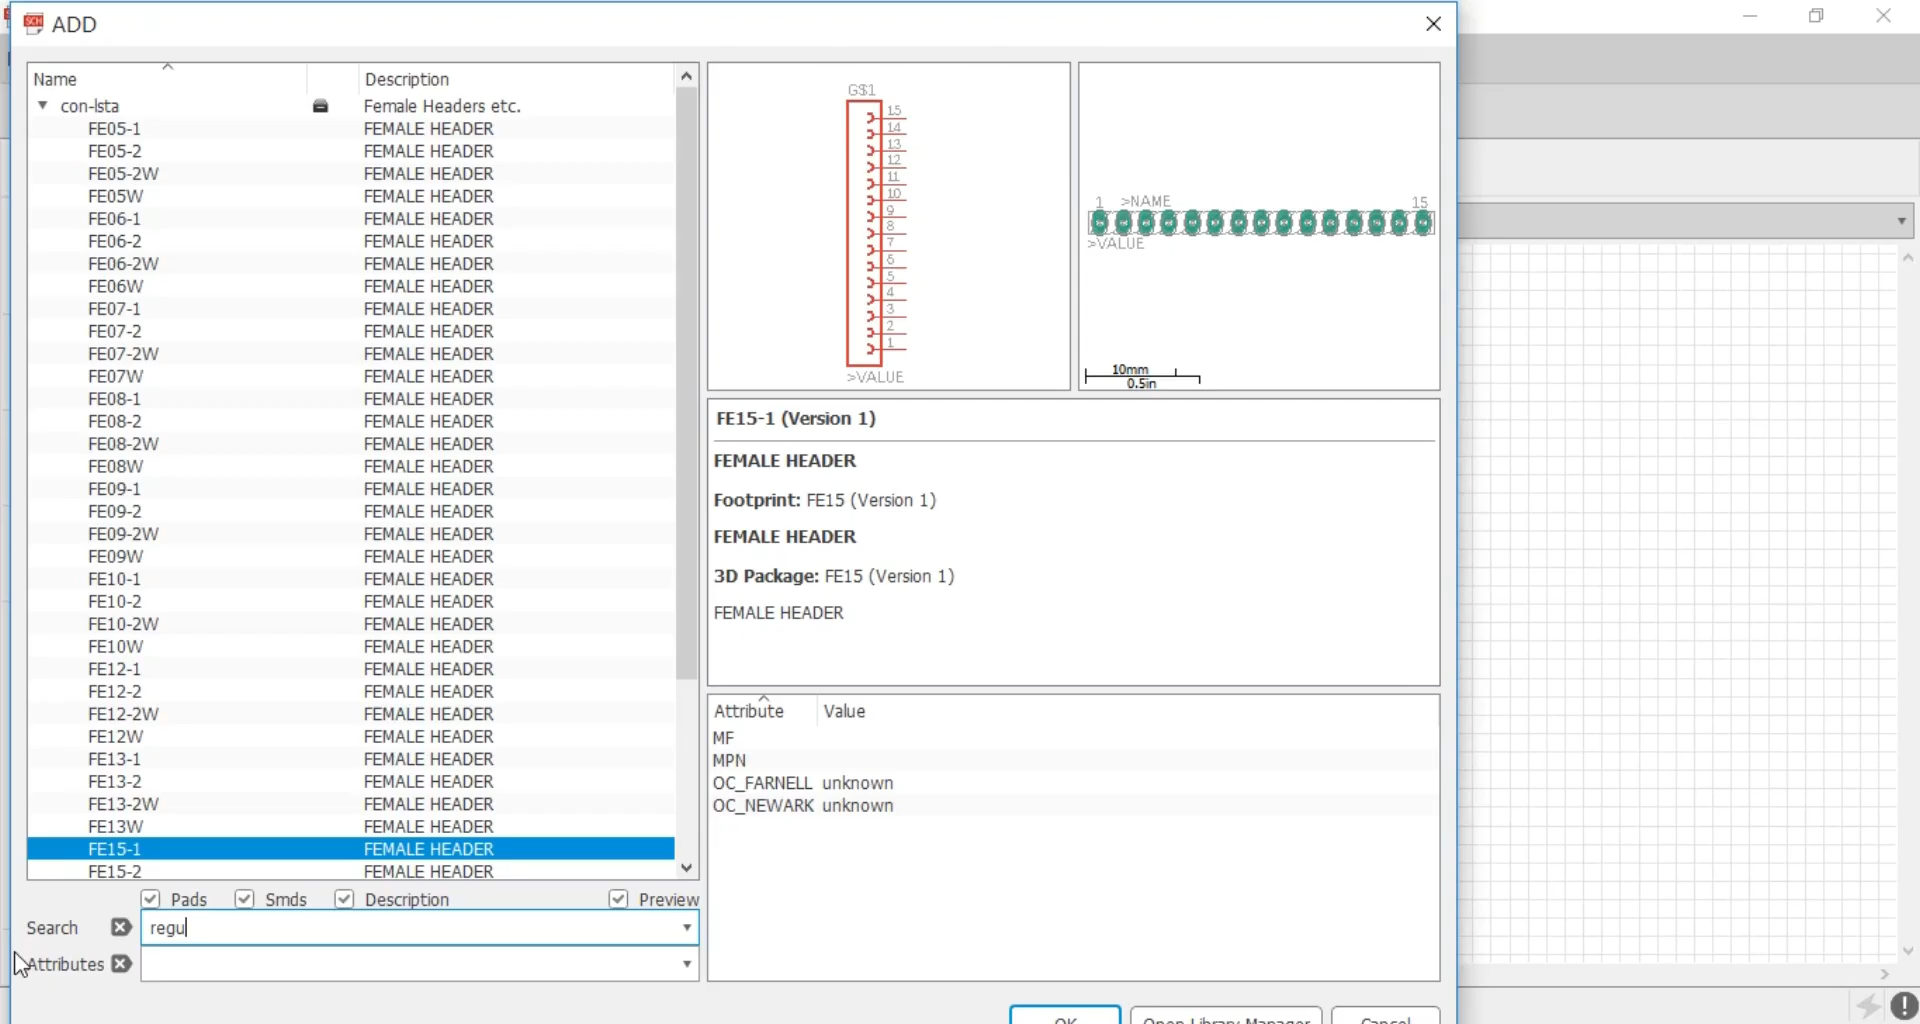 ADD
Name Description
con-lsta Female Headers etc.
FE05-1 FEMALE HEADER
FE05-2 FEMALE HEADER
FE05-2W FEMALE HEADER
FE05W FEMALE HEADER
FE06-1 FEMALE HEADER
FE06-2 FEMALE HEADER
FE06-2W FEMALE HEADER
FE06W FEMALE HEADER
FE07-1 FEMALE HEADER
FE07-2 FEMALE HEADER
FE07-2W FEMALE HEADER
FE07W FEMALE HEADER
FE08-1 FEMALE HEADER
FE08-2 FEMALE HEADER
FE08-2W FEMALE HEADER
FE08W FEMALE HEADER
FE09-1 FEMALE HEADER
FE09-2 FEMALE HEADER
FE09-2W FEMALE HEADER
FE09W FEMALE HEADER
FE10-1 FEMALE HEADER
FE10-2 FEMALE HEADER
FE10-2W FEMALE HEADER
FE10W FEMALE HEADER
FE12-1 FEMALE HEADER
FE12-2 FEMALE HEADER
FE12-2W FEMALE HEADER
FE12W FEMALE HEADER
FE13-1 FEMALE HEADER
FE13-2 FEMALE HEADER
FE13-2W FEMALE HEADER
FE13W FEMALE HEADER
FE15-1 FEMALE HEADER
FE15-2 FEMALE HEADER
Pads Smds Description Preview
Search regu
Attributes
G$1
15
14
13
12
11
10
9
8
7
6
5
4
3
2
1
>VALUE
1 >NAME 15
>VALUE
10mm
0.5in
FE15-1 (Version 1)
FEMALE HEADER
Footprint: FE15 (Version 1)
FEMALE HEADER
3D Package: FE15 (Version 1)
FEMALE HEADER
Attribute Value
MF
MPN
OC_FARNELL unknown
OC_NEWARK unknown
OK Open Library Manager Cancel